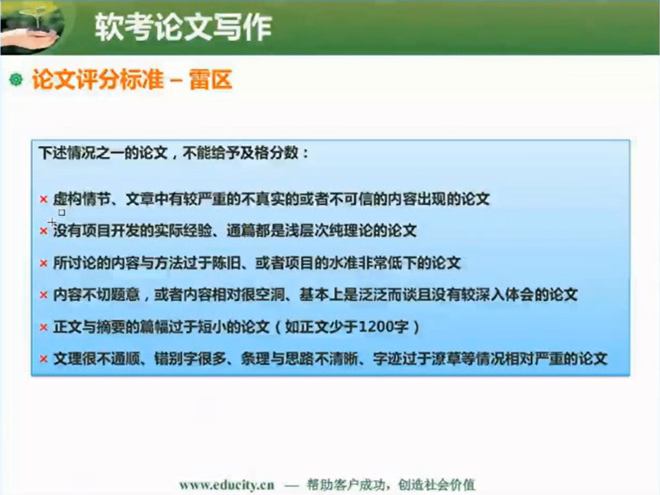 软考论文写作
论文评分标准 – 雷区
下述情况之一的论文，不能给予及格分数：
× 虚构情节、文章中有较严重的不真实的或者不可信的内容出现的论文
× 没有项目开发的实际经验、通篇都是浅层次纯理论的论文
× 所讨论的内容与方法过于陈旧、或者项目的水准非常低下的论文
× 内容不切题意，或者内容相对很空洞、基本上是泛泛而谈且没有较深入体会的论文
× 正文与摘要的篇幅过于短小的论文（如正文少于1200字）
× 文理很不通顺、错别字很多、条理与思路不清晰、字迹过于潦草等情况相对严重的论文
www.educity.cn — 帮助客户成功，创造社会价值